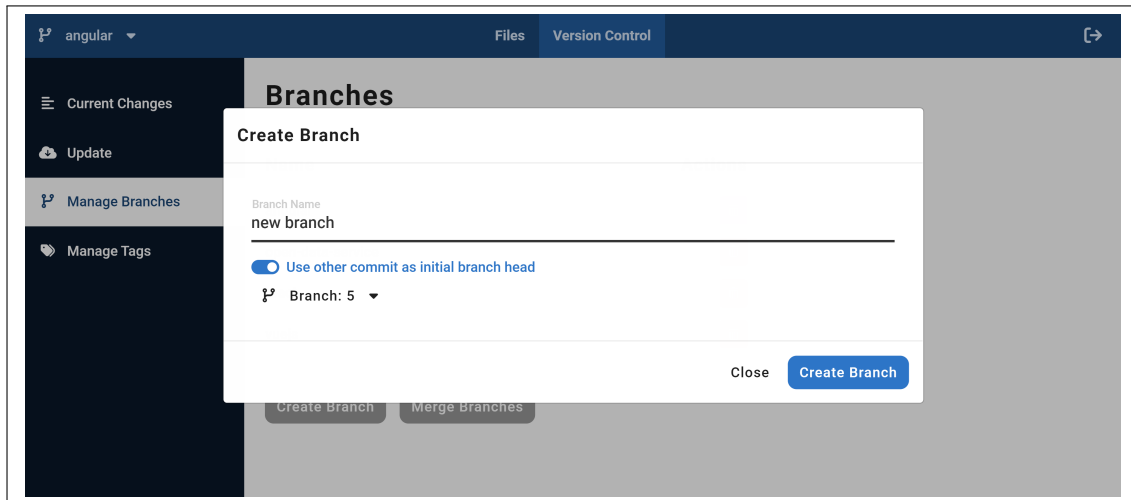 angular
Files
Version Control
Current Changes
Update
Manage Branches
Manage Tags
Branches
Create Branch
Branch Name
new branch
Use other commit as initial branch head
Branch: 5
Close
Create Branch
Create Branch
Merge Branches